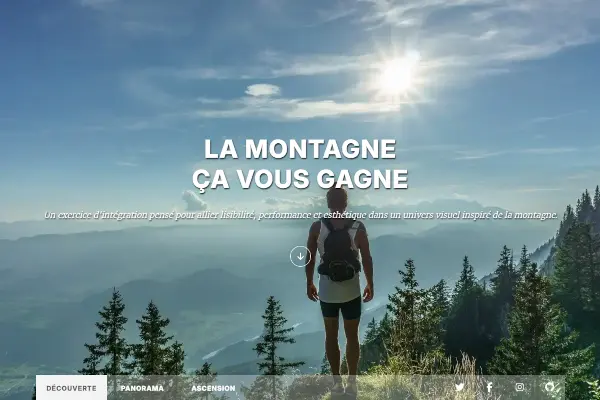 LA MONTAGNE
ÇA VOUS GAGNE
Un exercice d'intégration pensé pour allier lisibilité, performance et esthétique dans un univers visuel inspiré de la montagne.
DÉCOUVERTE PANORAMA ASCENSION